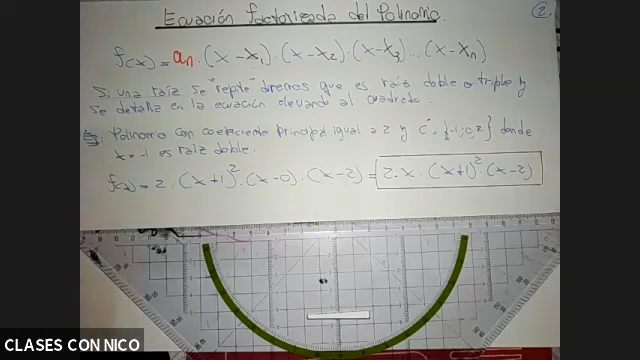 Ecuación factorizada del Polinomio. 2
f(x) = an · (x - x1) · (x - x2) · (x - x3) ... (x - xn)
Si una raíz se "repite" diremos que es raíz doble o triple y
se detalla en la ecuación elevando al cuadrado.
Ej: Polinomio con coeficiente principal igual a 2 y C° = {-1; 0; 2} donde
x = -1 es raíz doble.
f(x) = 2 · (x+1)² · (x-0) · (x-2) = 2 · x · (x+1)² · (x-2)
CLASES CON NICO